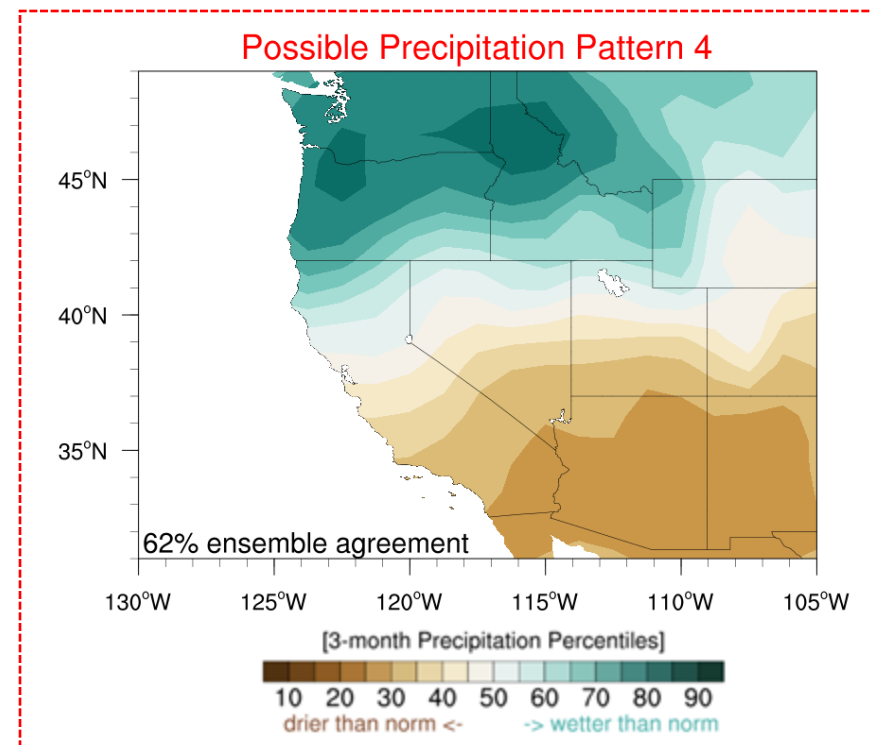 Possible Precipitation Pattern 4
45°N
40°N
35°N
62% ensemble agreement
130°W 125°W 120°W 115°W 110°W 105°W
[3-month Precipitation Percentiles]
10 20 30 40 50 60 70 80 90
drier than norm <- -> wetter than norm